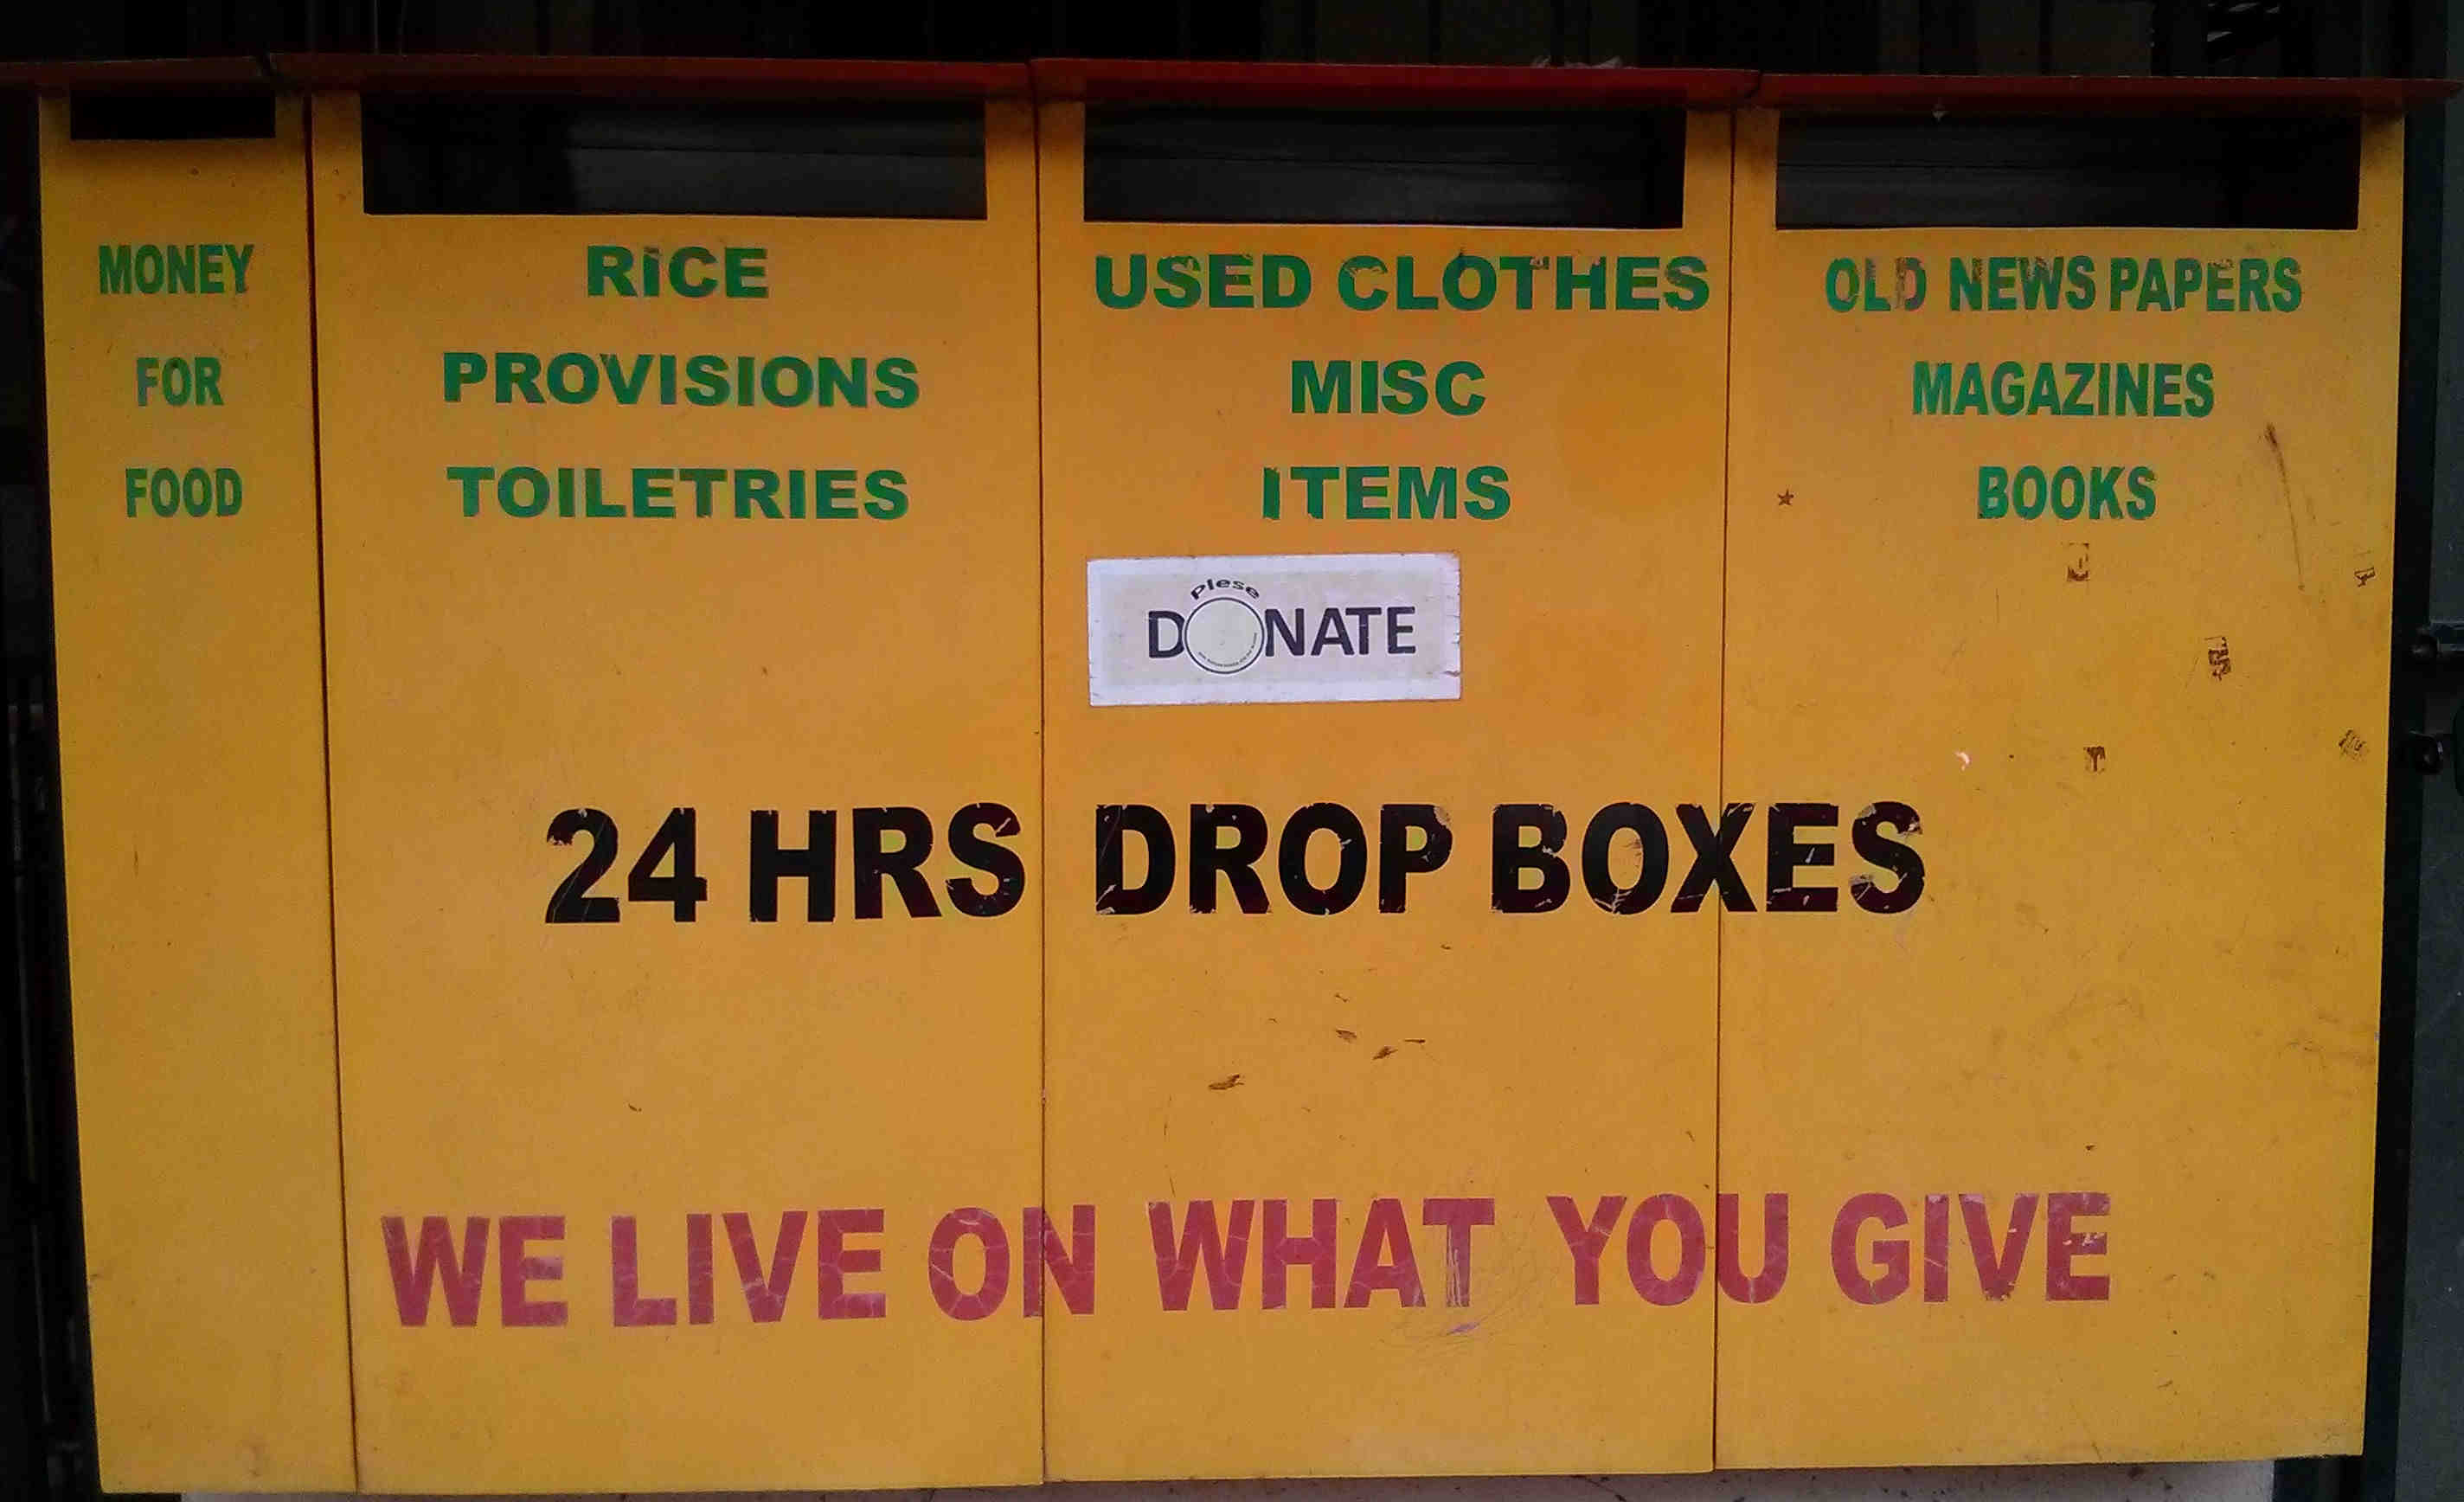 MONEY
FOR
FOOD
RICE
PROVISIONS
TOILETRIES
USED CLOTHES
MISC
ITEMS
OLD NEWS PAPERS
MAGAZINES
BOOKS
Plese
DONATE
24 HRS DROP BOXES
WE LIVE ON WHAT YOU GIVE